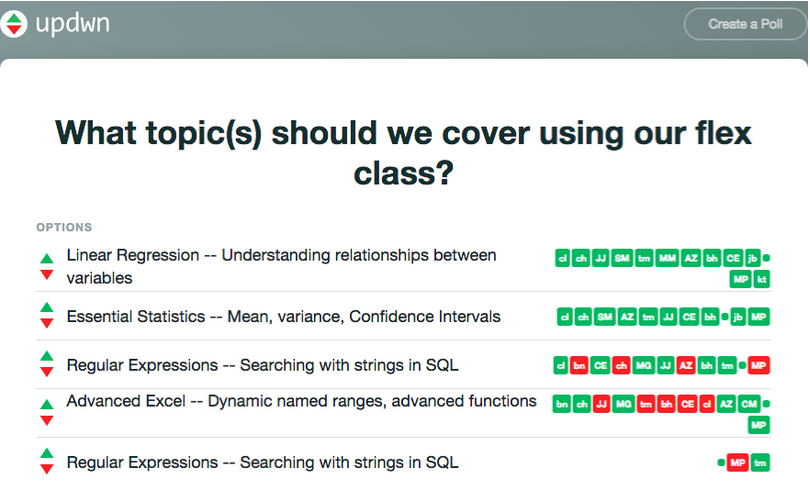 updwn
Create a Poll
What topic(s) should we cover using our flex
class?
OPTIONS
Linear Regression -- Understanding relationships between
variables
cl ch JJ SM tm MM AZ bh CE jb
MP kt
Essential Statistics -- Mean, variance, Confidence Intervals
cl ch SM AZ tm JJ CE bh jb MP
Regular Expressions -- Searching with strings in SQL
cl bn CE ch MG JJ AZ bh tm MP
Advanced Excel -- Dynamic named ranges, advanced functions
bn ch JJ MG tm bh CE cl AZ CM
MP
Regular Expressions -- Searching with strings in SQL
MP tm